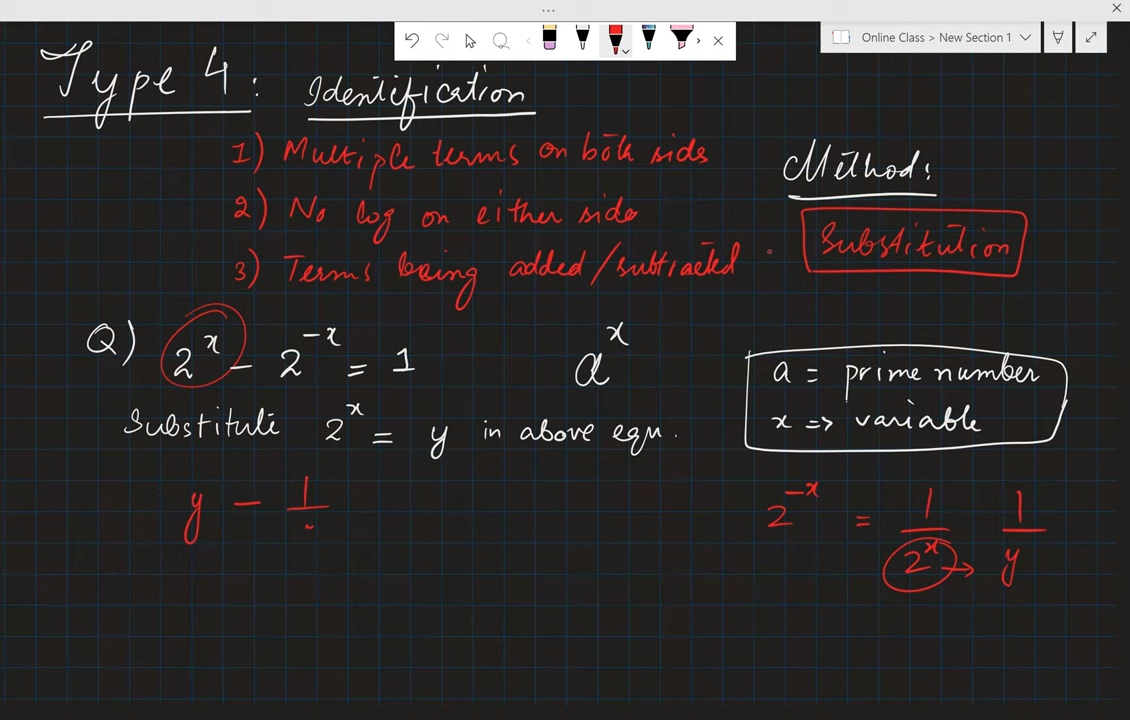 Online Class > New Section 1
Type 4: Identification
1) Multiple terms on both sides
2) No log on either side
3) Terms being added/subtracted.
Method:
Substitution
Q) 2^x - 2^-x = 1
a^x
a = prime number
x => variable
Substitute 2^x = y in above equ.
y - 1/
2^-x = 1/2^x → 1/y